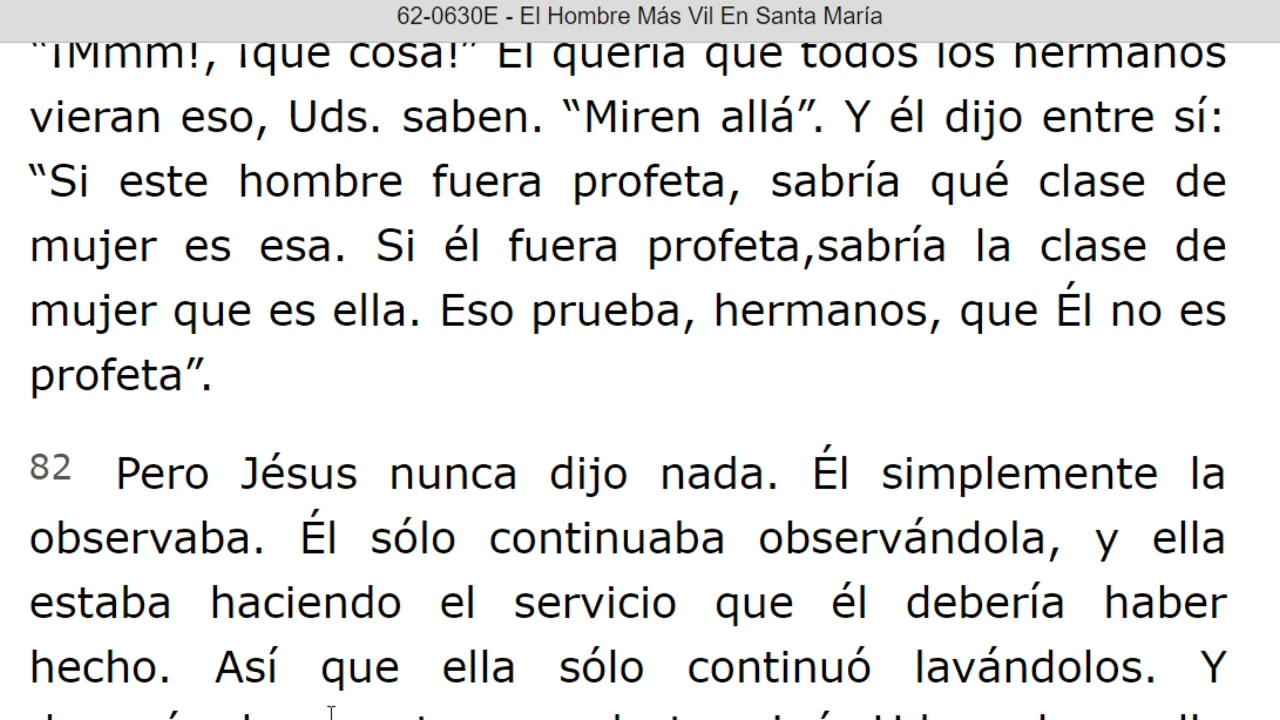 62-0630E - El Hombre Más Vil En Santa María
“¡Mmm!, ¡qué cosa!” Él quería que todos los hermanos
vieran eso, Uds. saben. “Miren allá”. Y él dijo entre sí:
“Si este hombre fuera profeta, sabría qué clase de
mujer es esa. Si él fuera profeta,sabría la clase de
mujer que es ella. Eso prueba, hermanos, que Él no es
profeta”.
82 Pero Jésus nunca dijo nada. Él simplemente la
observaba. Él sólo continuaba observándola, y ella
estaba haciendo el servicio que él debería haber
hecho. Así que ella sólo continuó lavándolos. Y